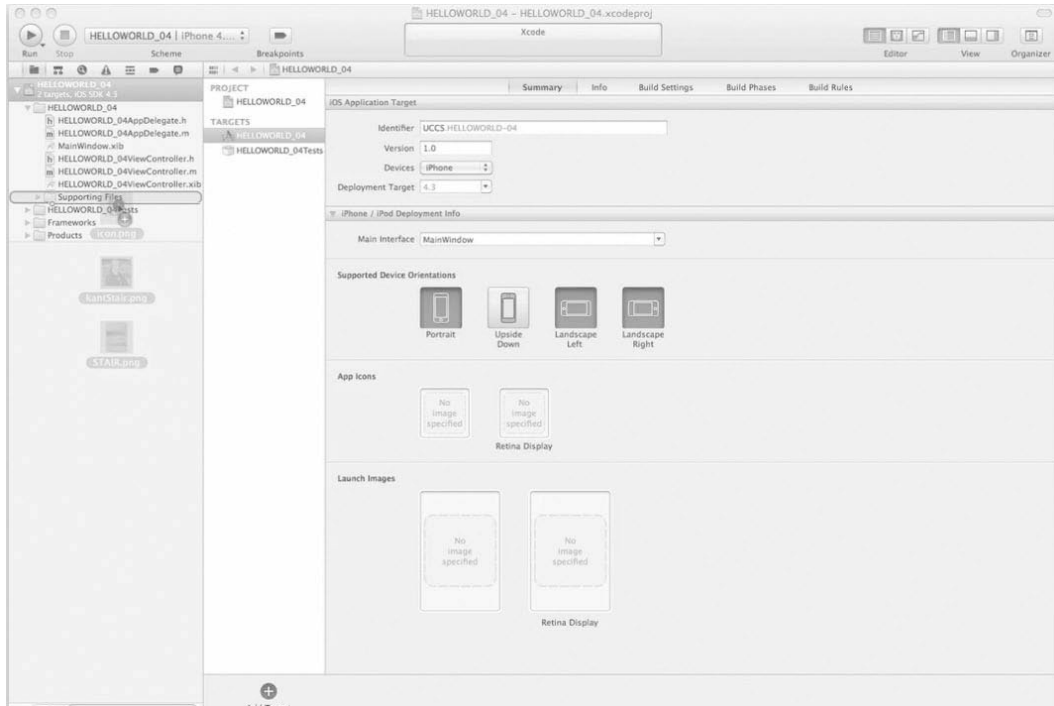 HELLOWORLD_04 – HELLOWORLD_04.xcodeproj
HELLOWORLD_04 | iPhone 4....
Xcode
Run Stop Scheme Breakpoints Editor View Organizer
HELLOWORLD_04
HELLOWORLD_04
2 targets, iOS SDK 4.3
HELLOWORLD_04
h HELLOWORLD_04AppDelegate.h
m HELLOWORLD_04AppDelegate.m
MainWindow.xib
h HELLOWORLD_04ViewController.h
m HELLOWORLD_04ViewController.m
HELLOWORLD_04ViewController.xib
Supporting Files
HELLOWORLD_04Tests
Frameworks
Products
icon.png
kantStair.png
STAIR.png
PROJECT
HELLOWORLD_04
TARGETS
HELLOWORLD_04
HELLOWORLD_04Tests
Summary Info Build Settings Build Phases Build Rules
iOS Application Target
Identifier UCCS.HELLOWORLD-04
Version 1.0
Devices iPhone
Deployment Target 4.3
iPhone / iPod Deployment Info
Main Interface MainWindow
Supported Device Orientations
Portrait
Upside
Down
Landscape
Left
Landscape
Right
App Icons
No
image
specified
No
image
specified
Retina Display
Launch Images
No
image
specified
No
image
specified
Retina Display